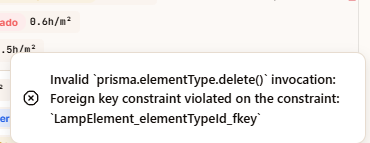 ado 0.6h/m²
.5h/m²
er
Invalid `prisma.elementType.delete()` invocation:
Foreign key constraint violated on the constraint:
`LampElement_elementTypeId_fkey`